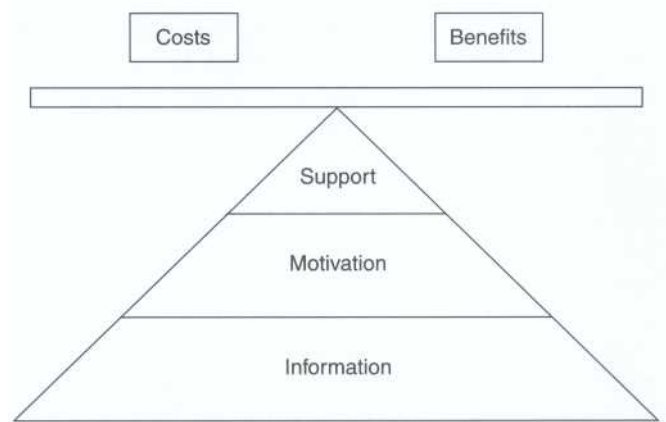 Costs
Benefits
Support
Motivation
Information